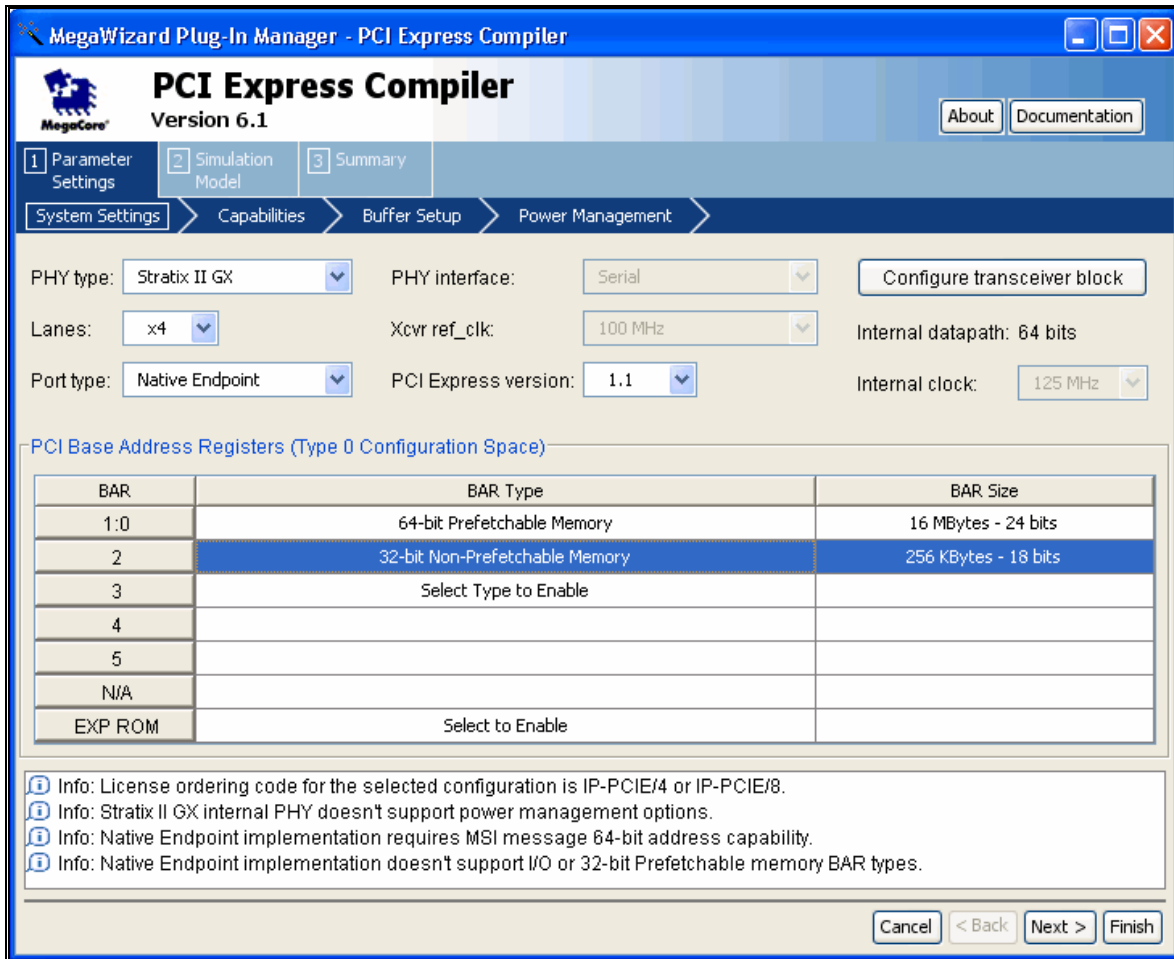 MegaWizard Plug-In Manager - PCI Express Compiler
PCI Express Compiler
Version 6.1
MegaCore®
About
Documentation
1 Parameter Settings
2 Simulation Model
3 Summary
System Settings
Capabilities
Buffer Setup
Power Management
PHY type: Stratix II GX
PHY interface: Serial
Configure transceiver block
Lanes: x4
Xcvr ref_clk: 100 MHz
Internal datapath: 64 bits
Port type: Native Endpoint
PCI Express version: 1.1
Internal clock: 125 MHz
PCI Base Address Registers (Type 0 Configuration Space)
BAR BAR Type BAR Size
1:0 64-bit Prefetchable Memory 16 MBytes - 24 bits
2 32-bit Non-Prefetchable Memory 256 KBytes - 18 bits
3 Select Type to Enable
4
5
N/A
EXP ROM Select to Enable
Info: License ordering code for the selected configuration is IP-PCIE/4 or IP-PCIE/8.
Info: Stratix II GX internal PHY doesn't support power management options.
Info: Native Endpoint implementation requires MSI message 64-bit address capability.
Info: Native Endpoint implementation doesn't support I/O or 32-bit Prefetchable memory BAR types.
Cancel
< Back
Next >
Finish